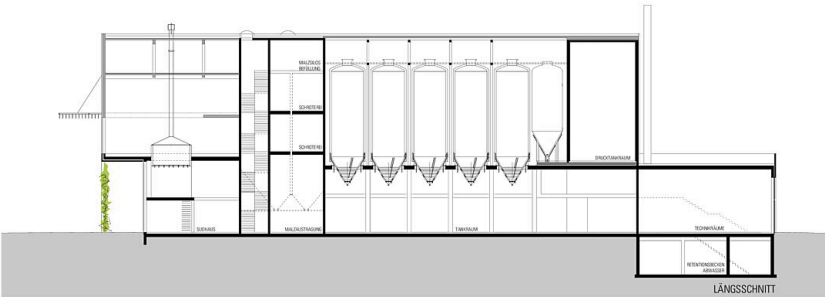 MALZSILOS
BEFÜLLUNG
SCHROTEREI
SCHROTEREI
DRUCKTANKRAUM
SUDHAUS
MALZAUSTRAGUNG
TANKRAUM
TECHNIKRÄUME
RETENTIONSBECKEN
ABWASSER
LÄNGSSCHNITT